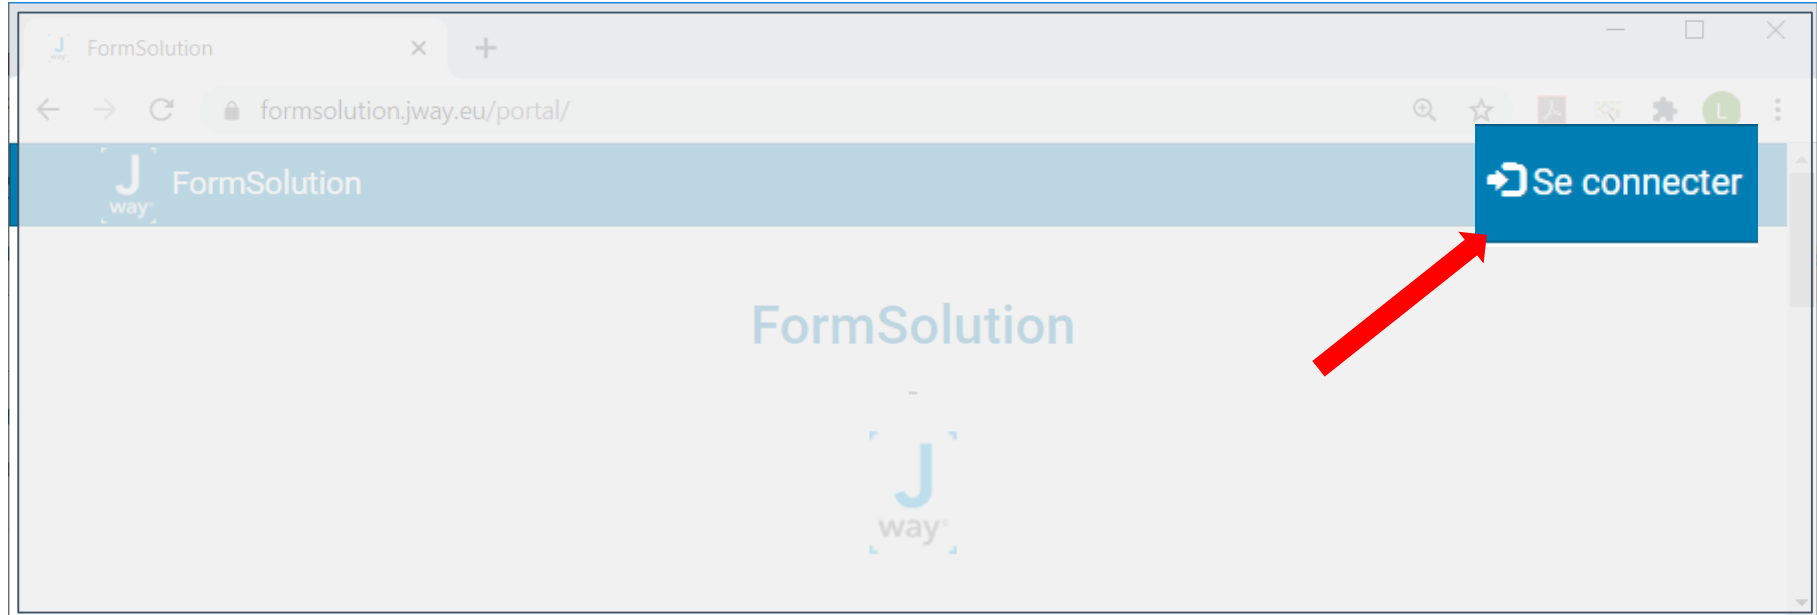 FormSolution
formsolution.jway.eu/portal/
L
J
way
FormSolution
Se connecter
FormSolution
-
J
way